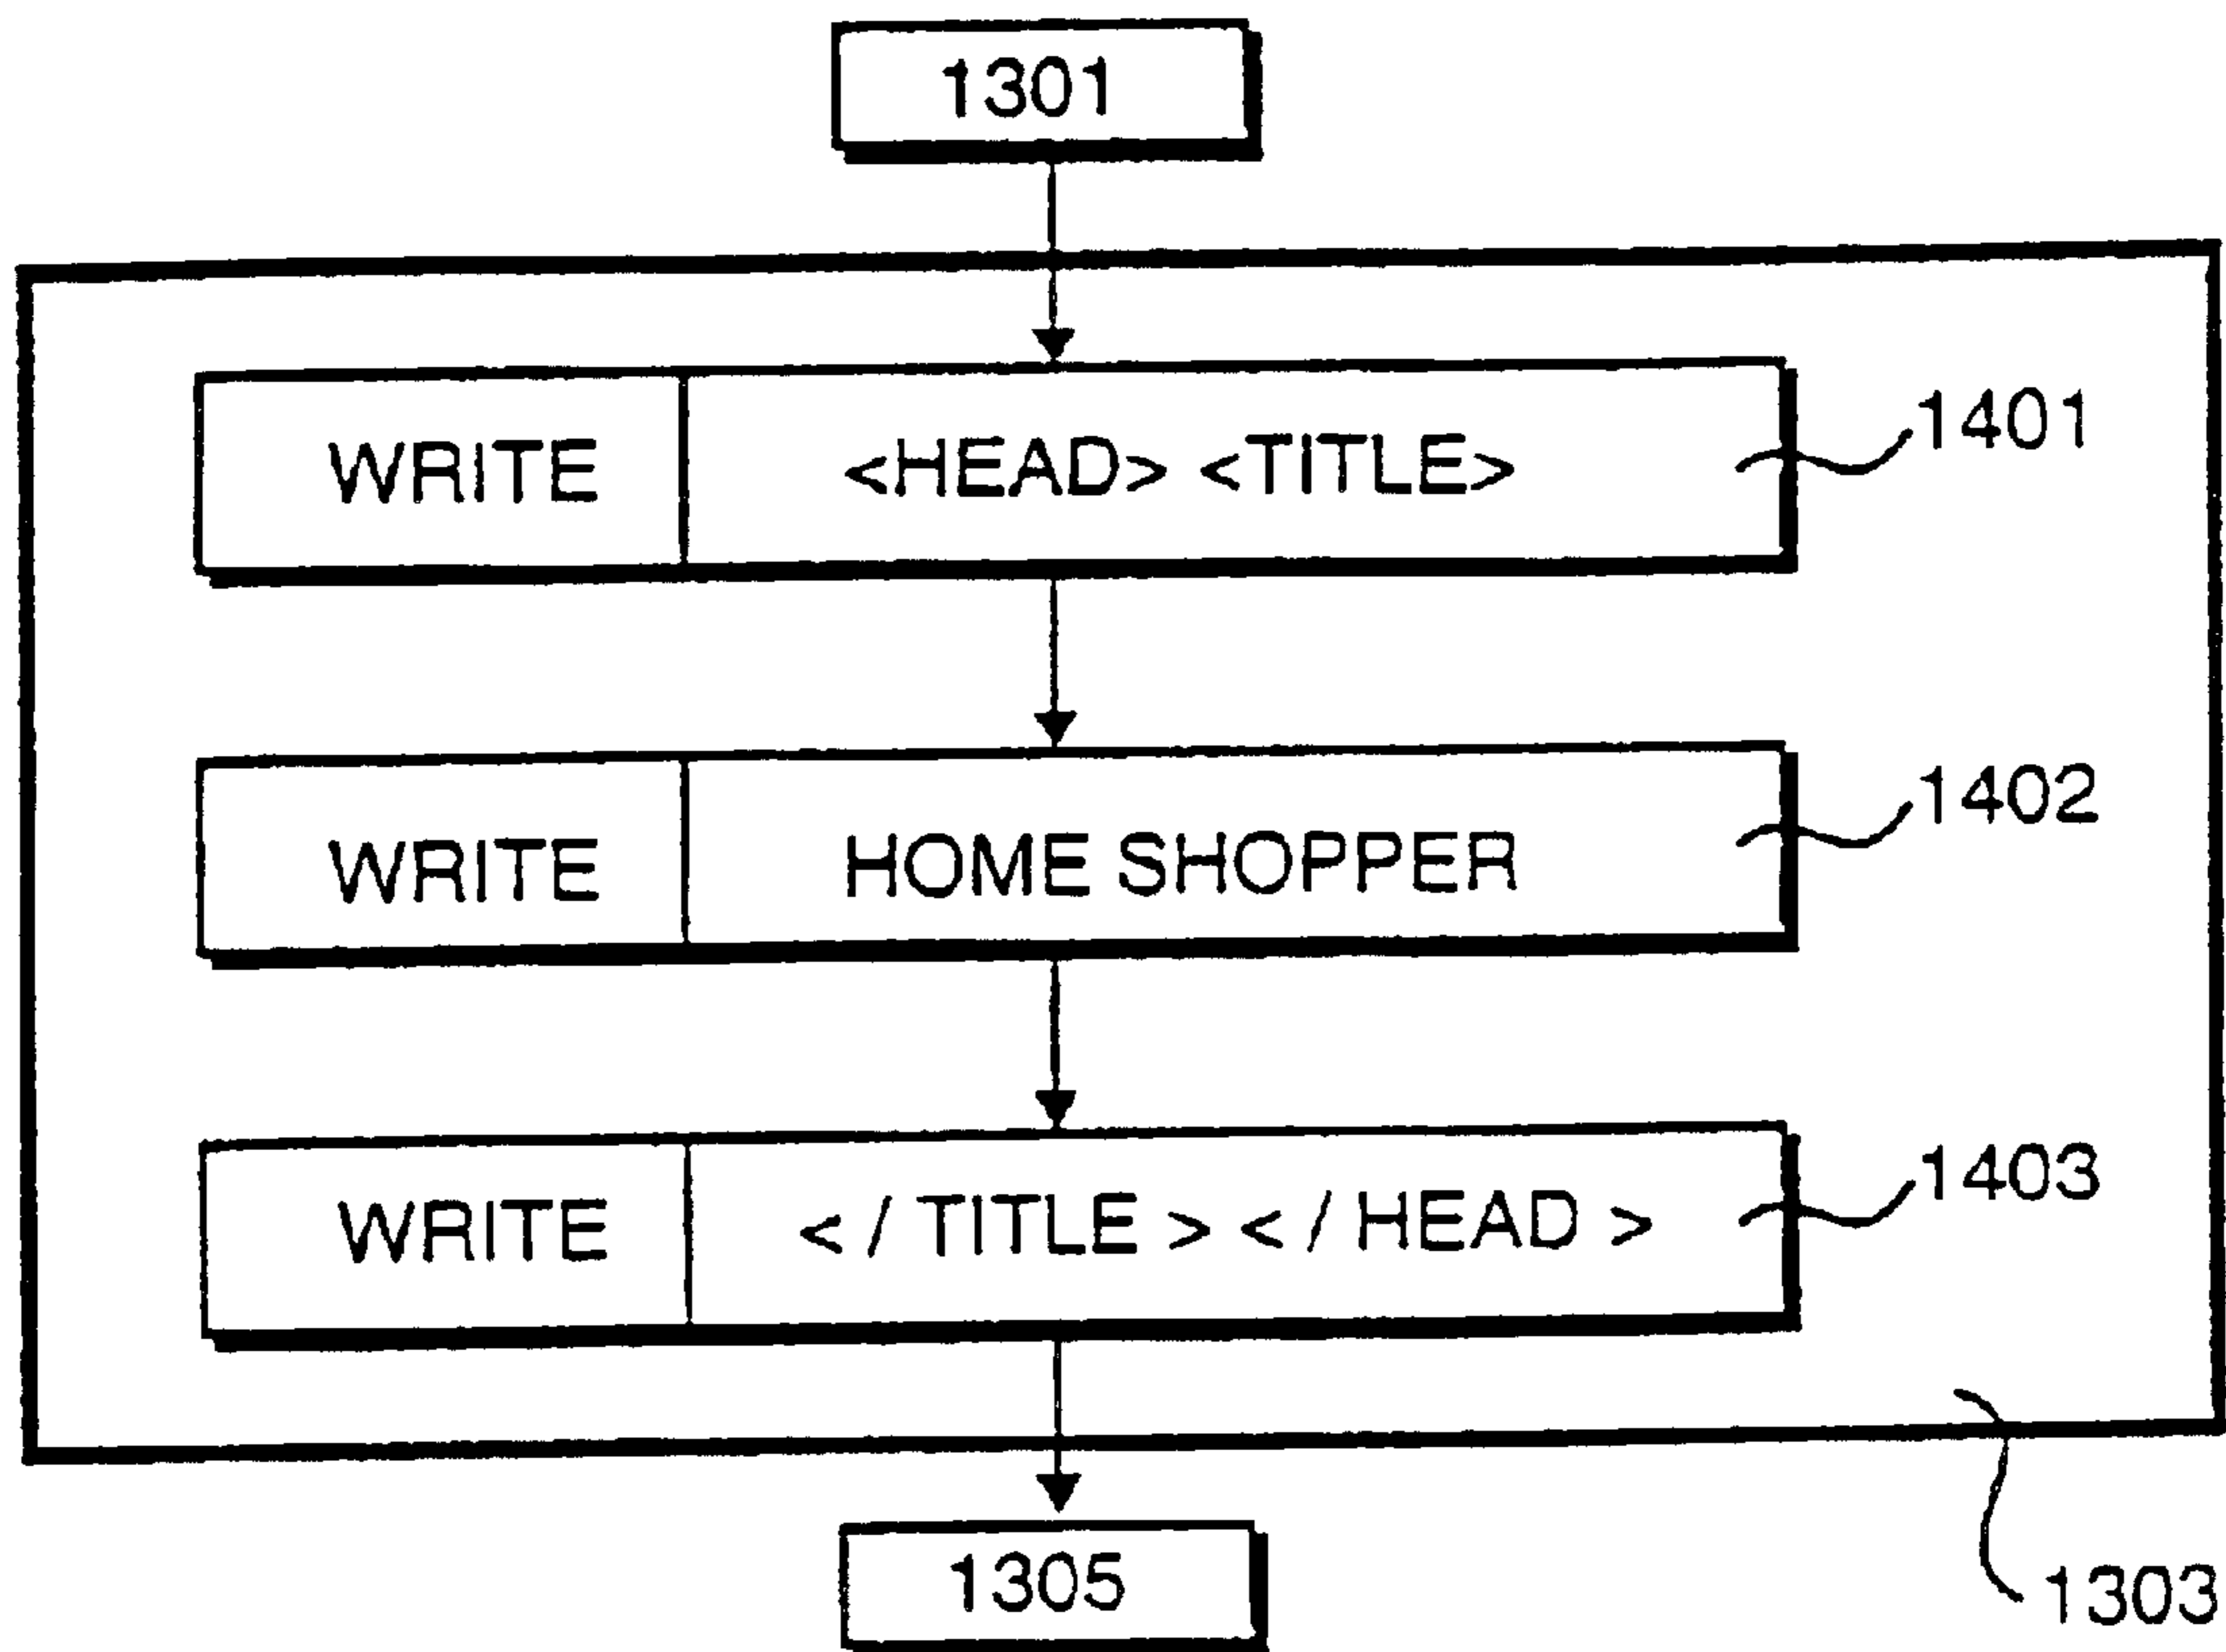 1301
WRITE <HEAD> <TITLE> 1401
WRITE HOME SHOPPER 1402
WRITE < / TITLE > < / HEAD > 1403
1305
1303